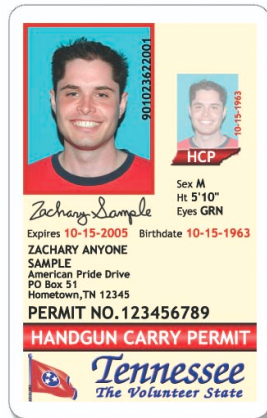 901023622001
10-15-1963
HCP
Sex M
Ht 5'10"
Eyes GRN
Zachary Sample
Expires 10-15-2005 Birthdate 10-15-1963
ZACHARY ANYONE
SAMPLE
American Pride Drive
PO Box 51
Hometown,TN 12345
PERMIT NO.123456789
HANDGUN CARRY PERMIT
Tennessee
The Volunteer State